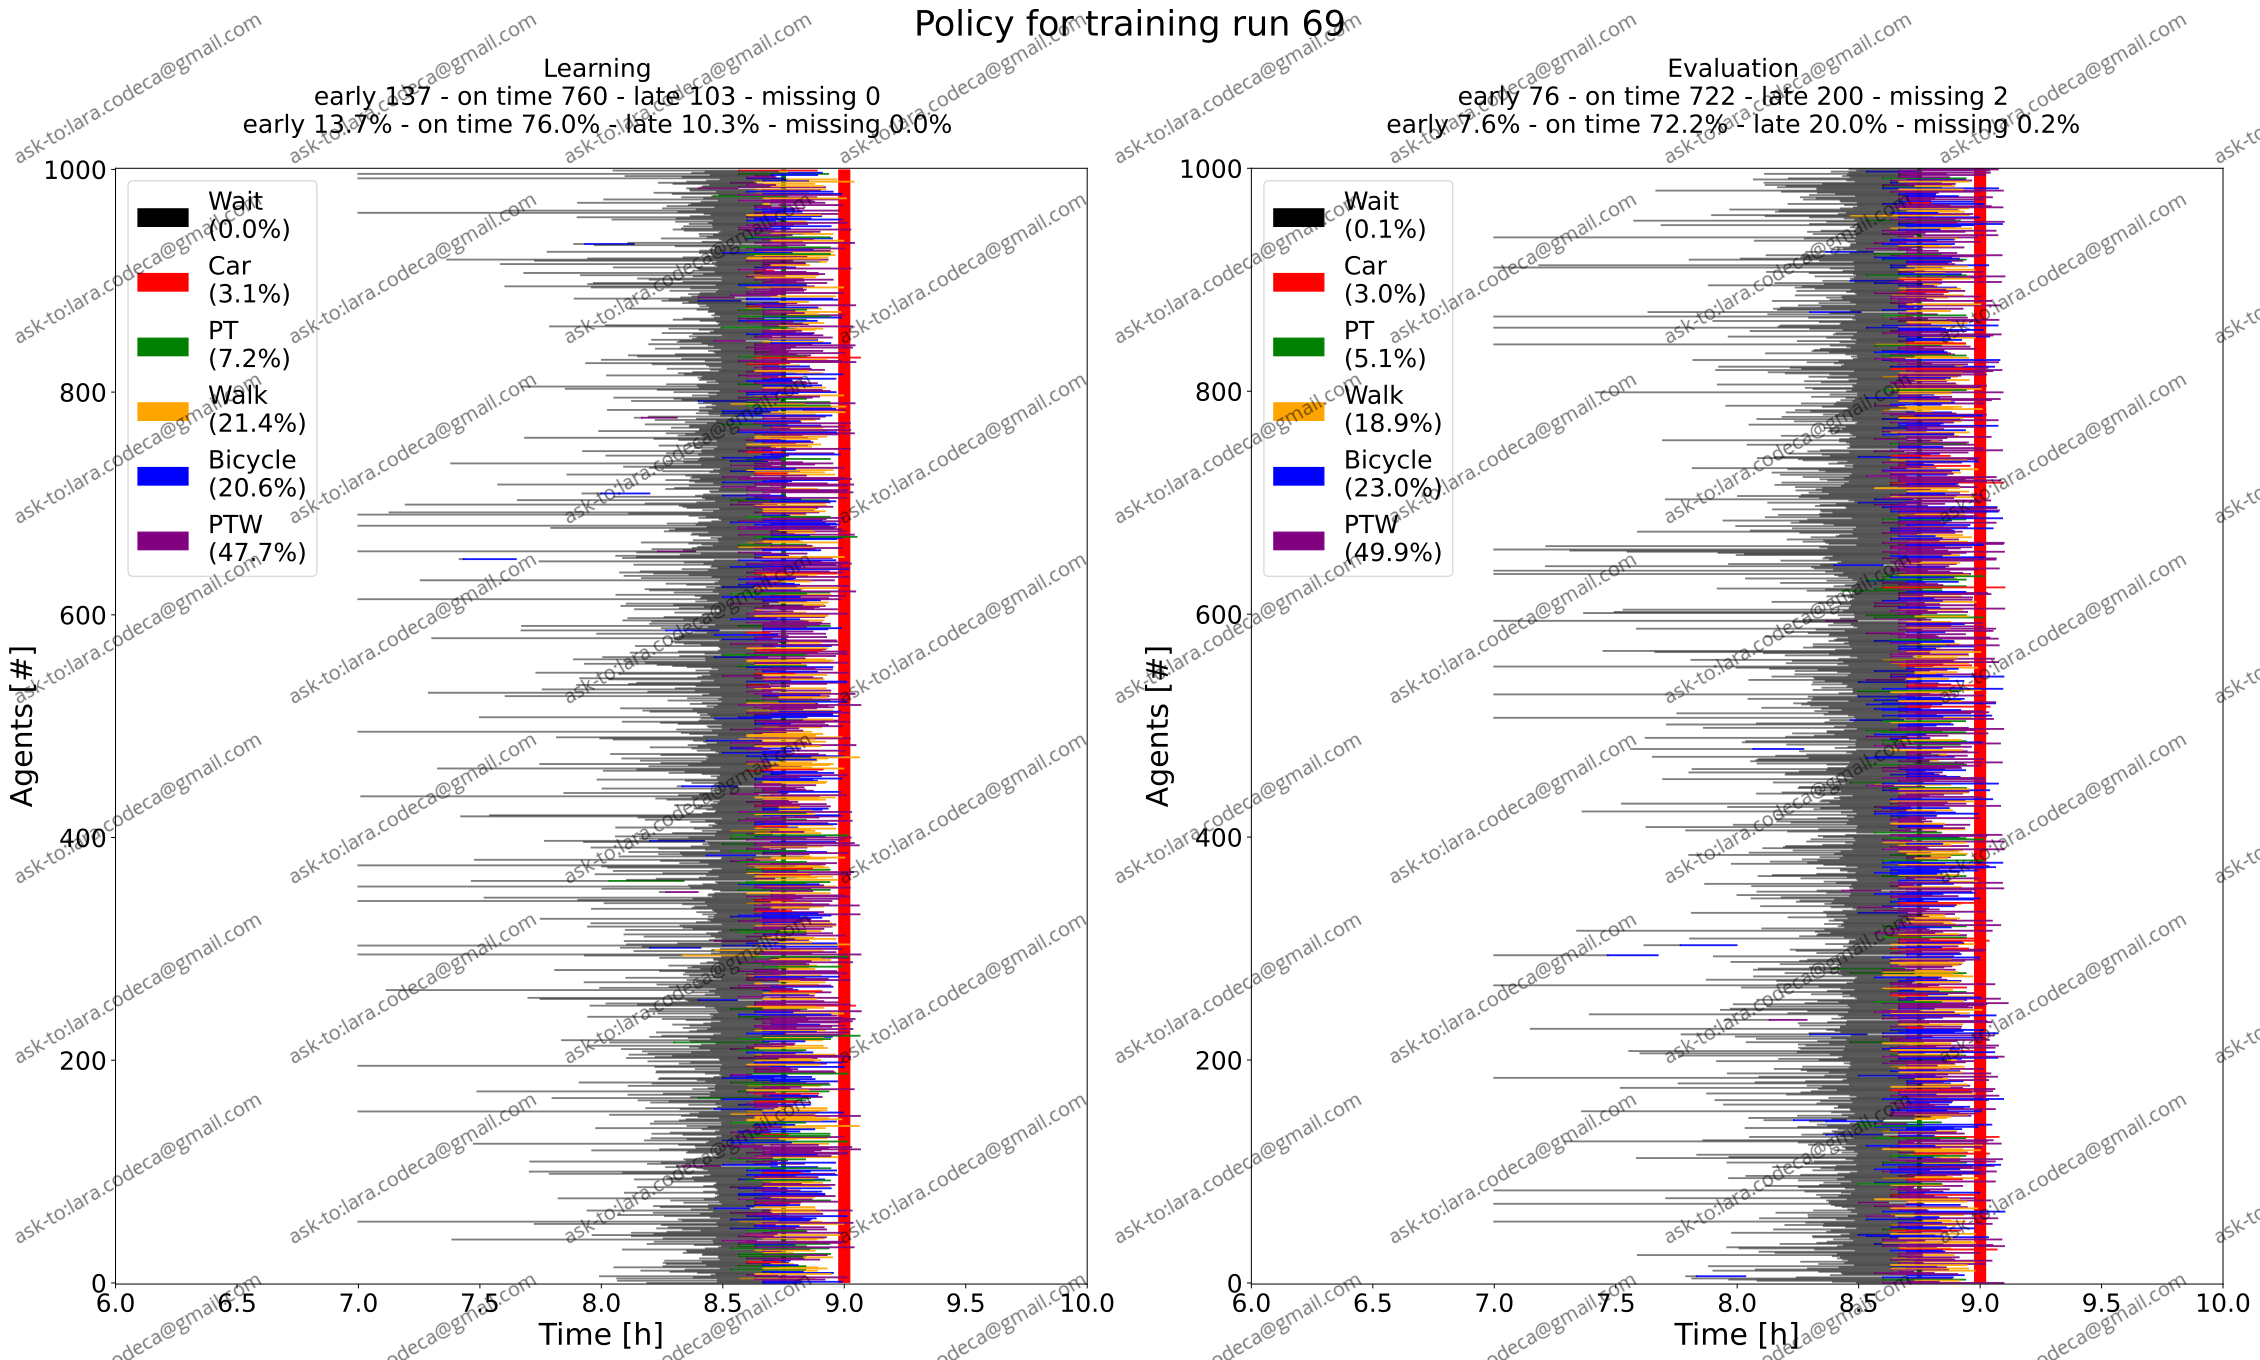 Policy for training run 69
Learning
early 137 - on time 760 - late 103 - missing 0
early 13.7% - on time 76.0% - late 10.3% - missing 0.0%
1000
800
600
400
200
0
Agents [#]
Wait
(0.0%)
Car
(3.1%)
PT
(7.2%)
Walk
(21.4%)
Bicycle
(20.6%)
PTW
(47.7%)
6.0 6.5 7.0 7.5 8.0 8.5 9.0 9.5 10.0
Time [h]
Evaluation
early 76 - on time 722 - late 200 - missing 2
early 7.6% - on time 72.2% - late 20.0% - missing 0.2%
1000
800
600
400
200
0
Agents [#]
Wait
(0.1%)
Car
(3.0%)
PT
(5.1%)
Walk
(18.9%)
Bicycle
(23.0%)
PTW
(49.9%)
6.0 6.5 7.0 7.5 8.0 8.5 9.0 9.5 10.0
Time [h]
ask-to:lara.codeca@gmail.com